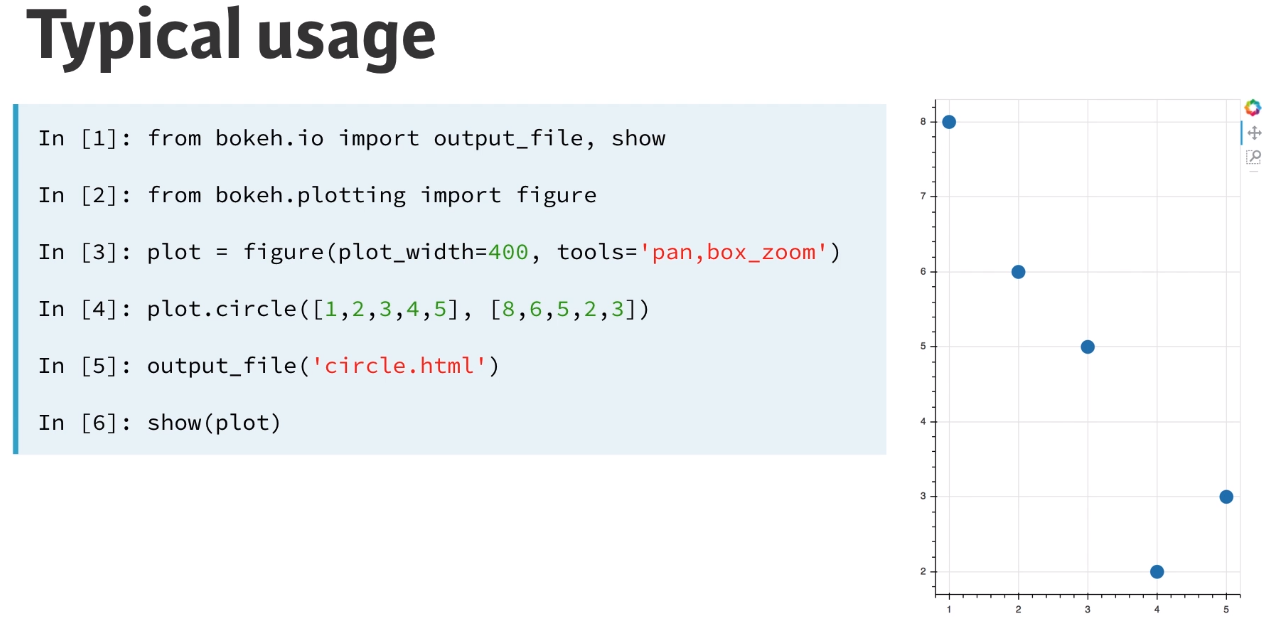 Typical usage
In [1]: from bokeh.io import output_file, show
In [2]: from bokeh.plotting import figure
In [3]: plot = figure(plot_width=400, tools='pan,box_zoom')
In [4]: plot.circle([1,2,3,4,5], [8,6,5,2,3])
In [5]: output_file('circle.html')
In [6]: show(plot)
8
7
6
5
4
3
2
1 2 3 4 5